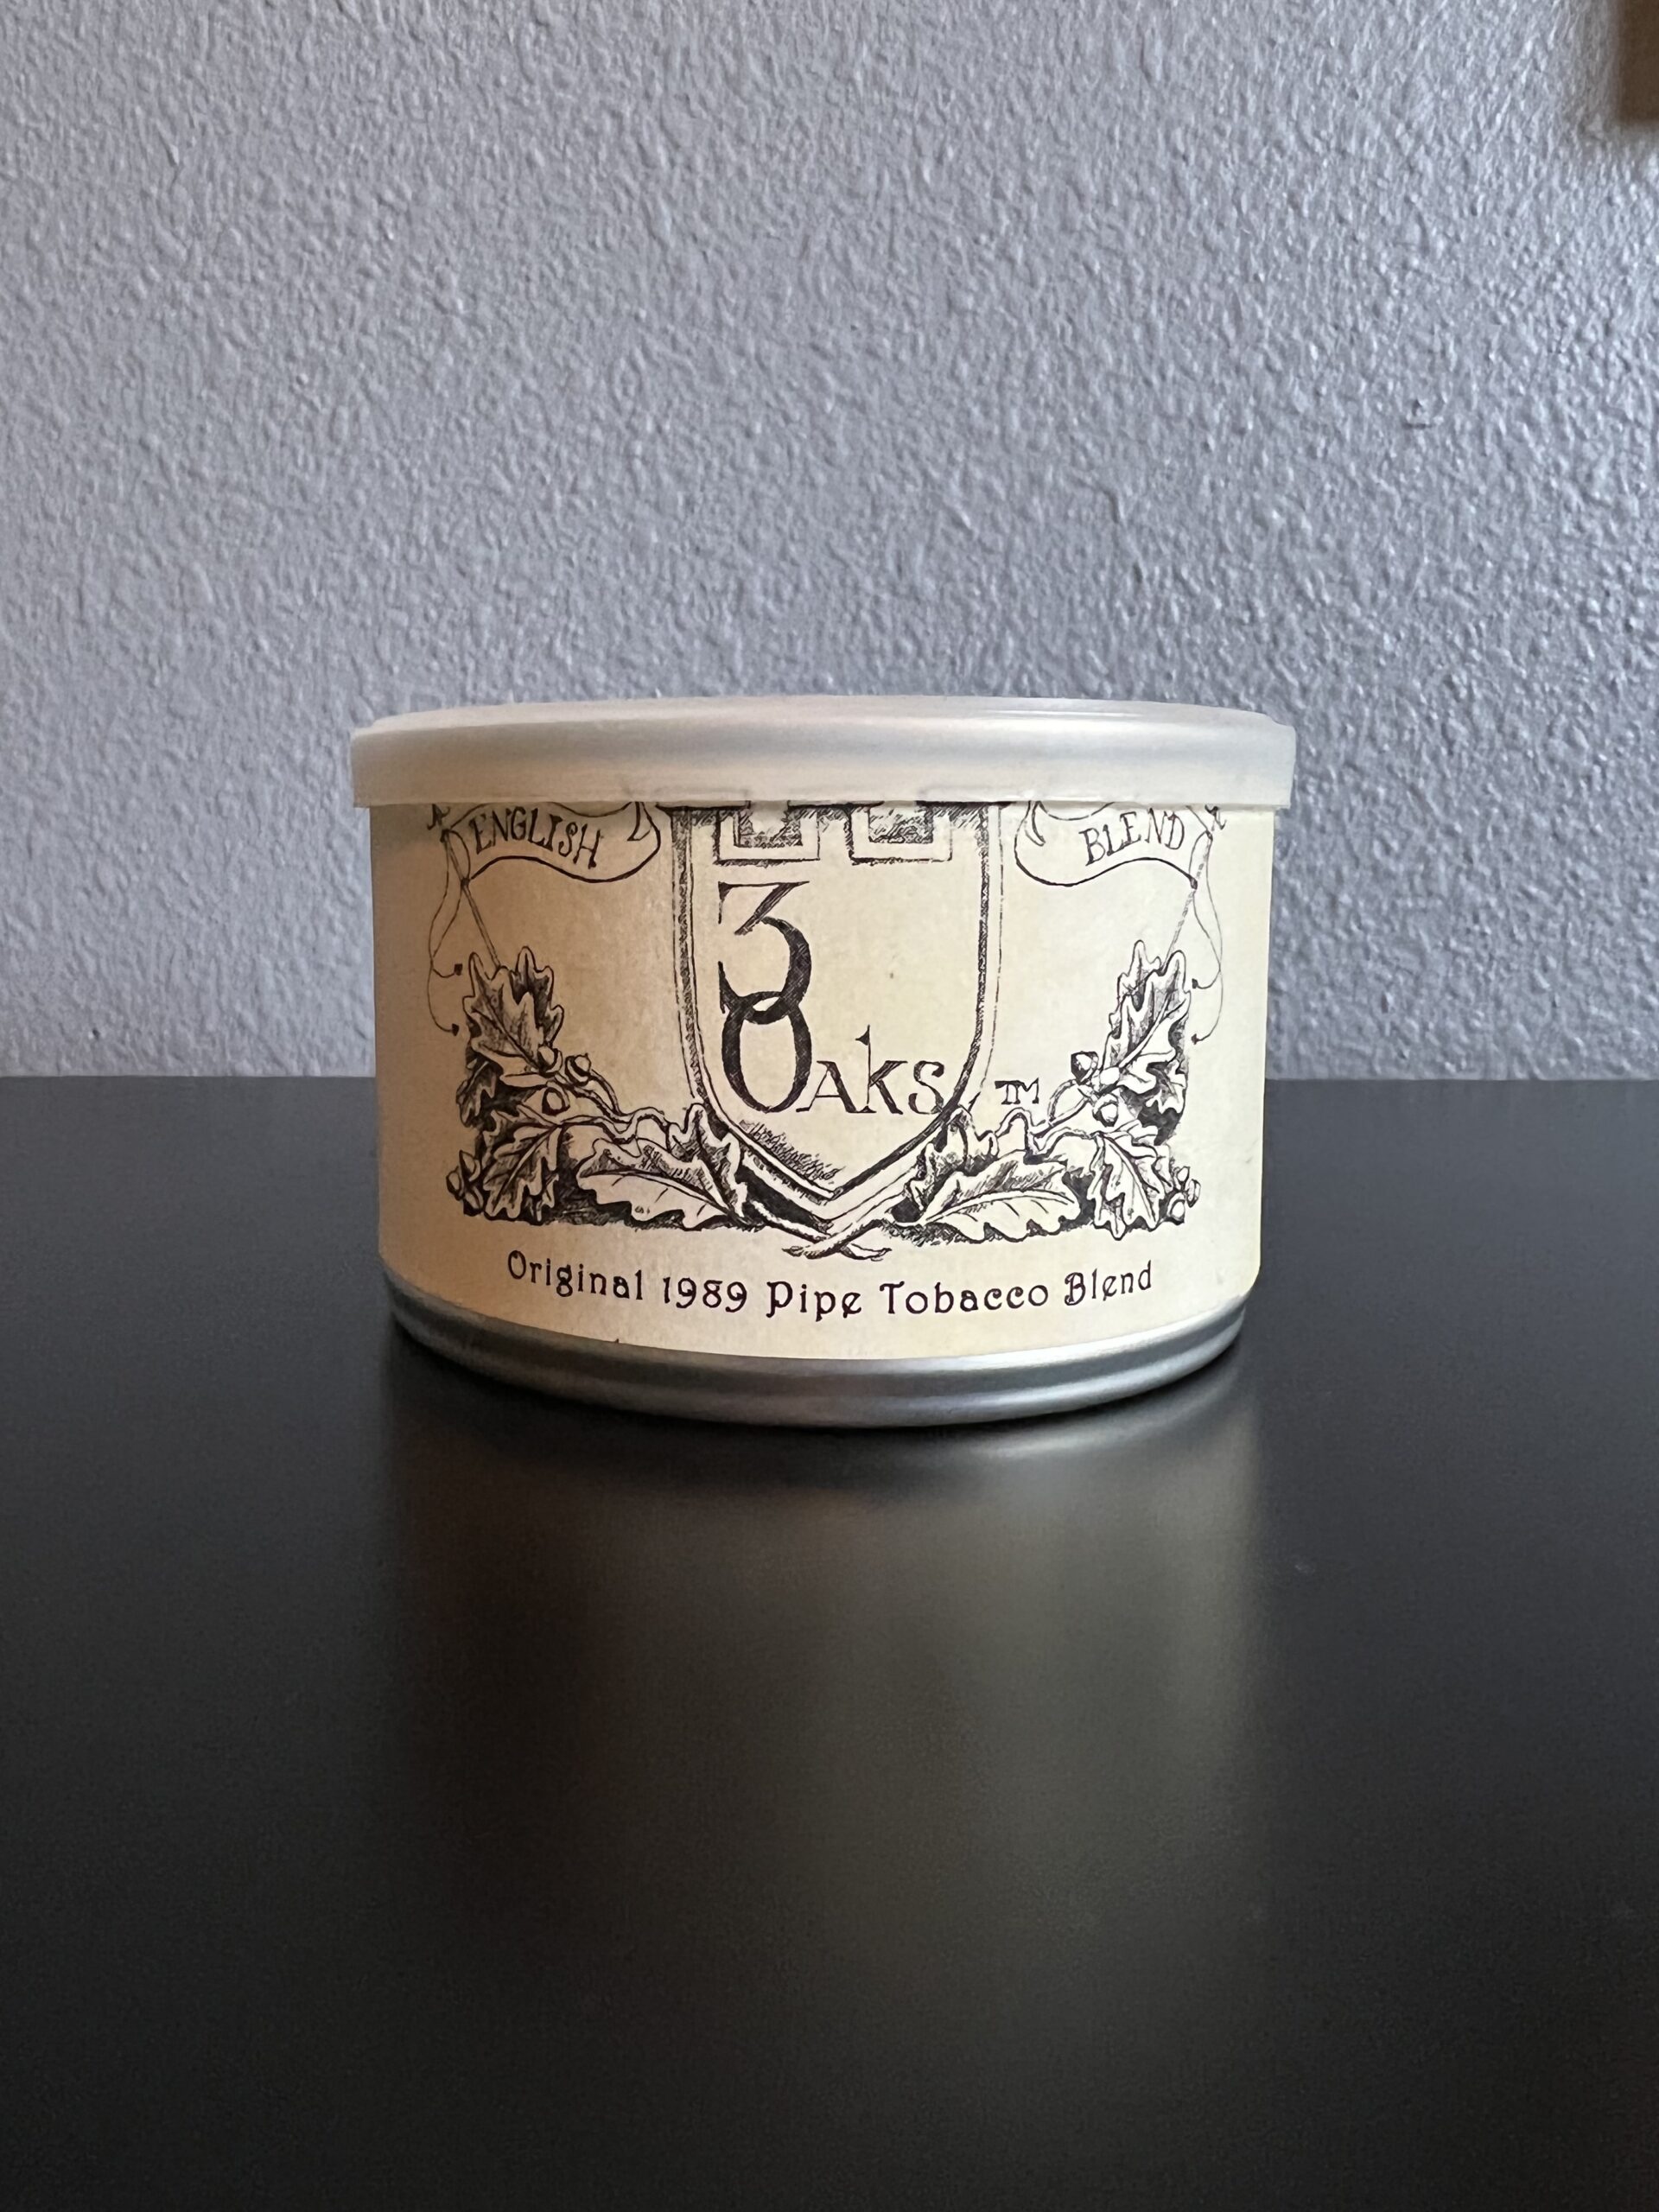 ENGLISH
BLEND
3
Oaks ™
Original 1989 Pipe Tobacco Blend